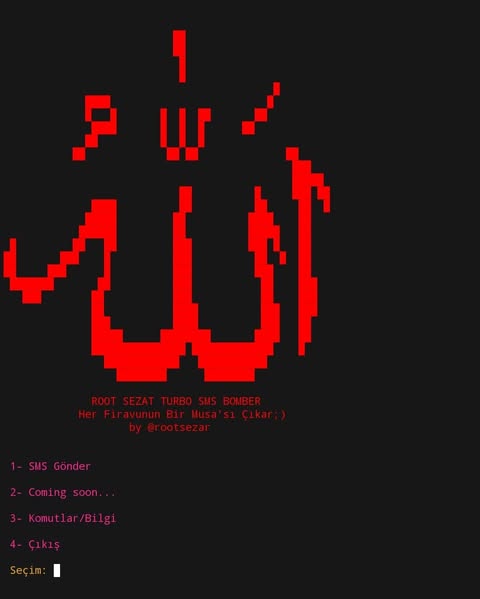 الله
ROOT SEZAT TURBO SMS BOMBER
Her Firavunun Bir Musa'sı Çıkar;)
by @rootsezar
1- SMS Gönder
2- Coming soon...
3- Komutlar/Bilgi
4- Çıkış
Seçim: